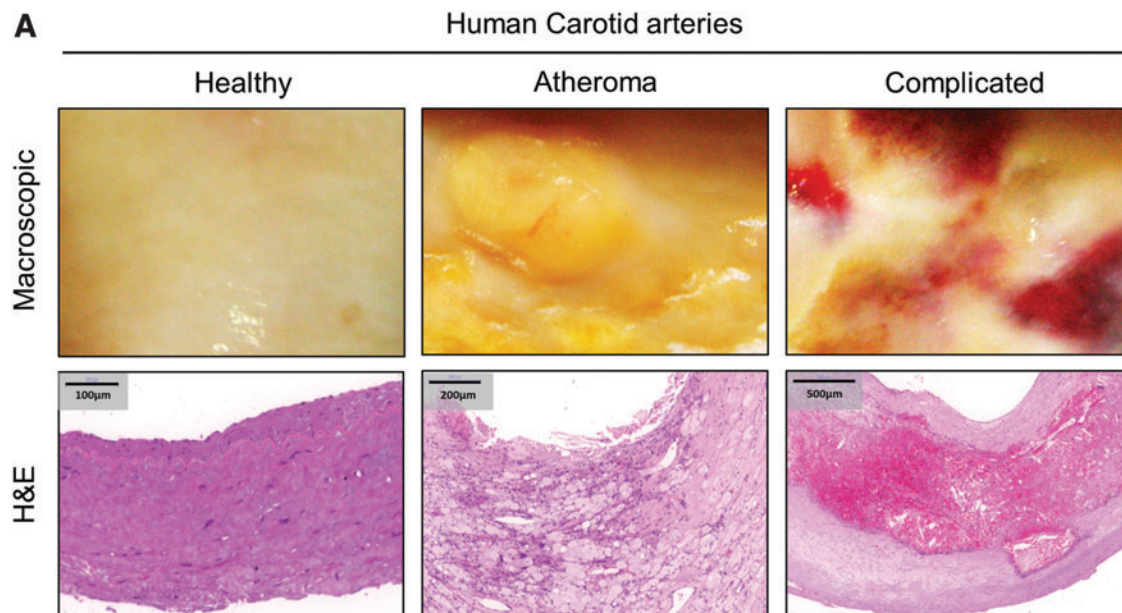 A
Human Carotid arteries
Healthy Atheroma Complicated
Macroscopic
H&E
100µm 200µm 500µm